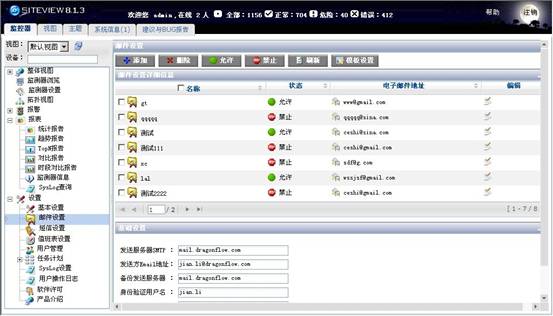 SITEVIEW 8.1.3
欢迎您 admin,在线 2 人 全部:1156 正常:704 危险:40 错误:412
帮助 注销
监控器 视图 主题 系统信息(1) 建议与BUG报告
视图: 默认视图
设备:
整体视图
监测器浏览
监测器设置
拓扑视图
报警
报表
统计报告
趋势报告
TopN报告
对比报告
时段对比报告
监测器信息
SysLog查询
设置
基本设置
邮件设置
短信设置
值班表设置
用户管理
任务计划
SysLog设置
用户操作日志
软件许可
产品介绍
邮件设置
添加 删除 允许 禁止 刷新 模板设置
邮件设置详细信息
名称 状态 电子邮件地址 编辑
gt 允许 www@gmail.com
qqqqq 禁止 qqqqq@sina.com
测试 允许 ceshi@sina.com
测试111 禁止 ceshi@gmail.com
xc 禁止 sdf@g.com
lal 允许 wszjsf@gmail.com
测试2222 禁止 ceshi@gmail.com
1 / 2 [ 1 - 7 / 8
基础设置
发送服务器SMTP : mail.dragonflow.com
发送方Email地址: jian.li@dragonflow.com
备份发送服务器 : mail.dragonflow.com
身份验证用户名 : jian.li